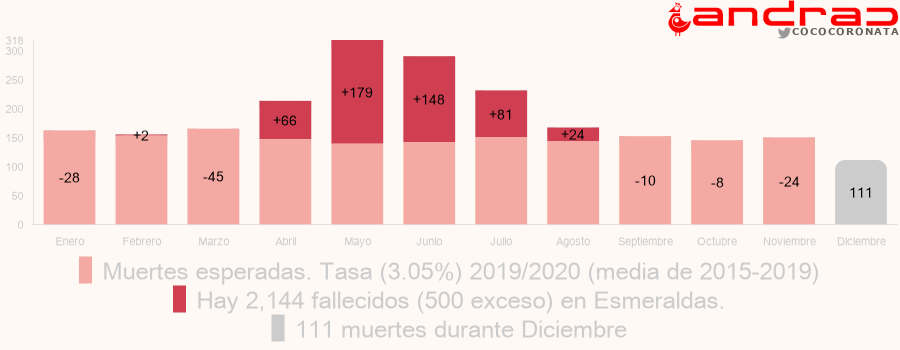 andrab
COCOCORONATA
318
300
250
200
150
100
50
0
+179
+148
+66
+81
+2
+24
-28
-45
-10
-8
-24
111
Enero
Febrero
Marzo
Abril
Mayo
Junio
Julio
Agosto
Septiembre
Octubre
Noviembre
Diciembre
Muertes esperadas. Tasa (3.05%) 2019/2020 (media de 2015-2019)
Hay 2,144 fallecidos (500 exceso) en Esmeraldas.
111 muertes durante Diciembre